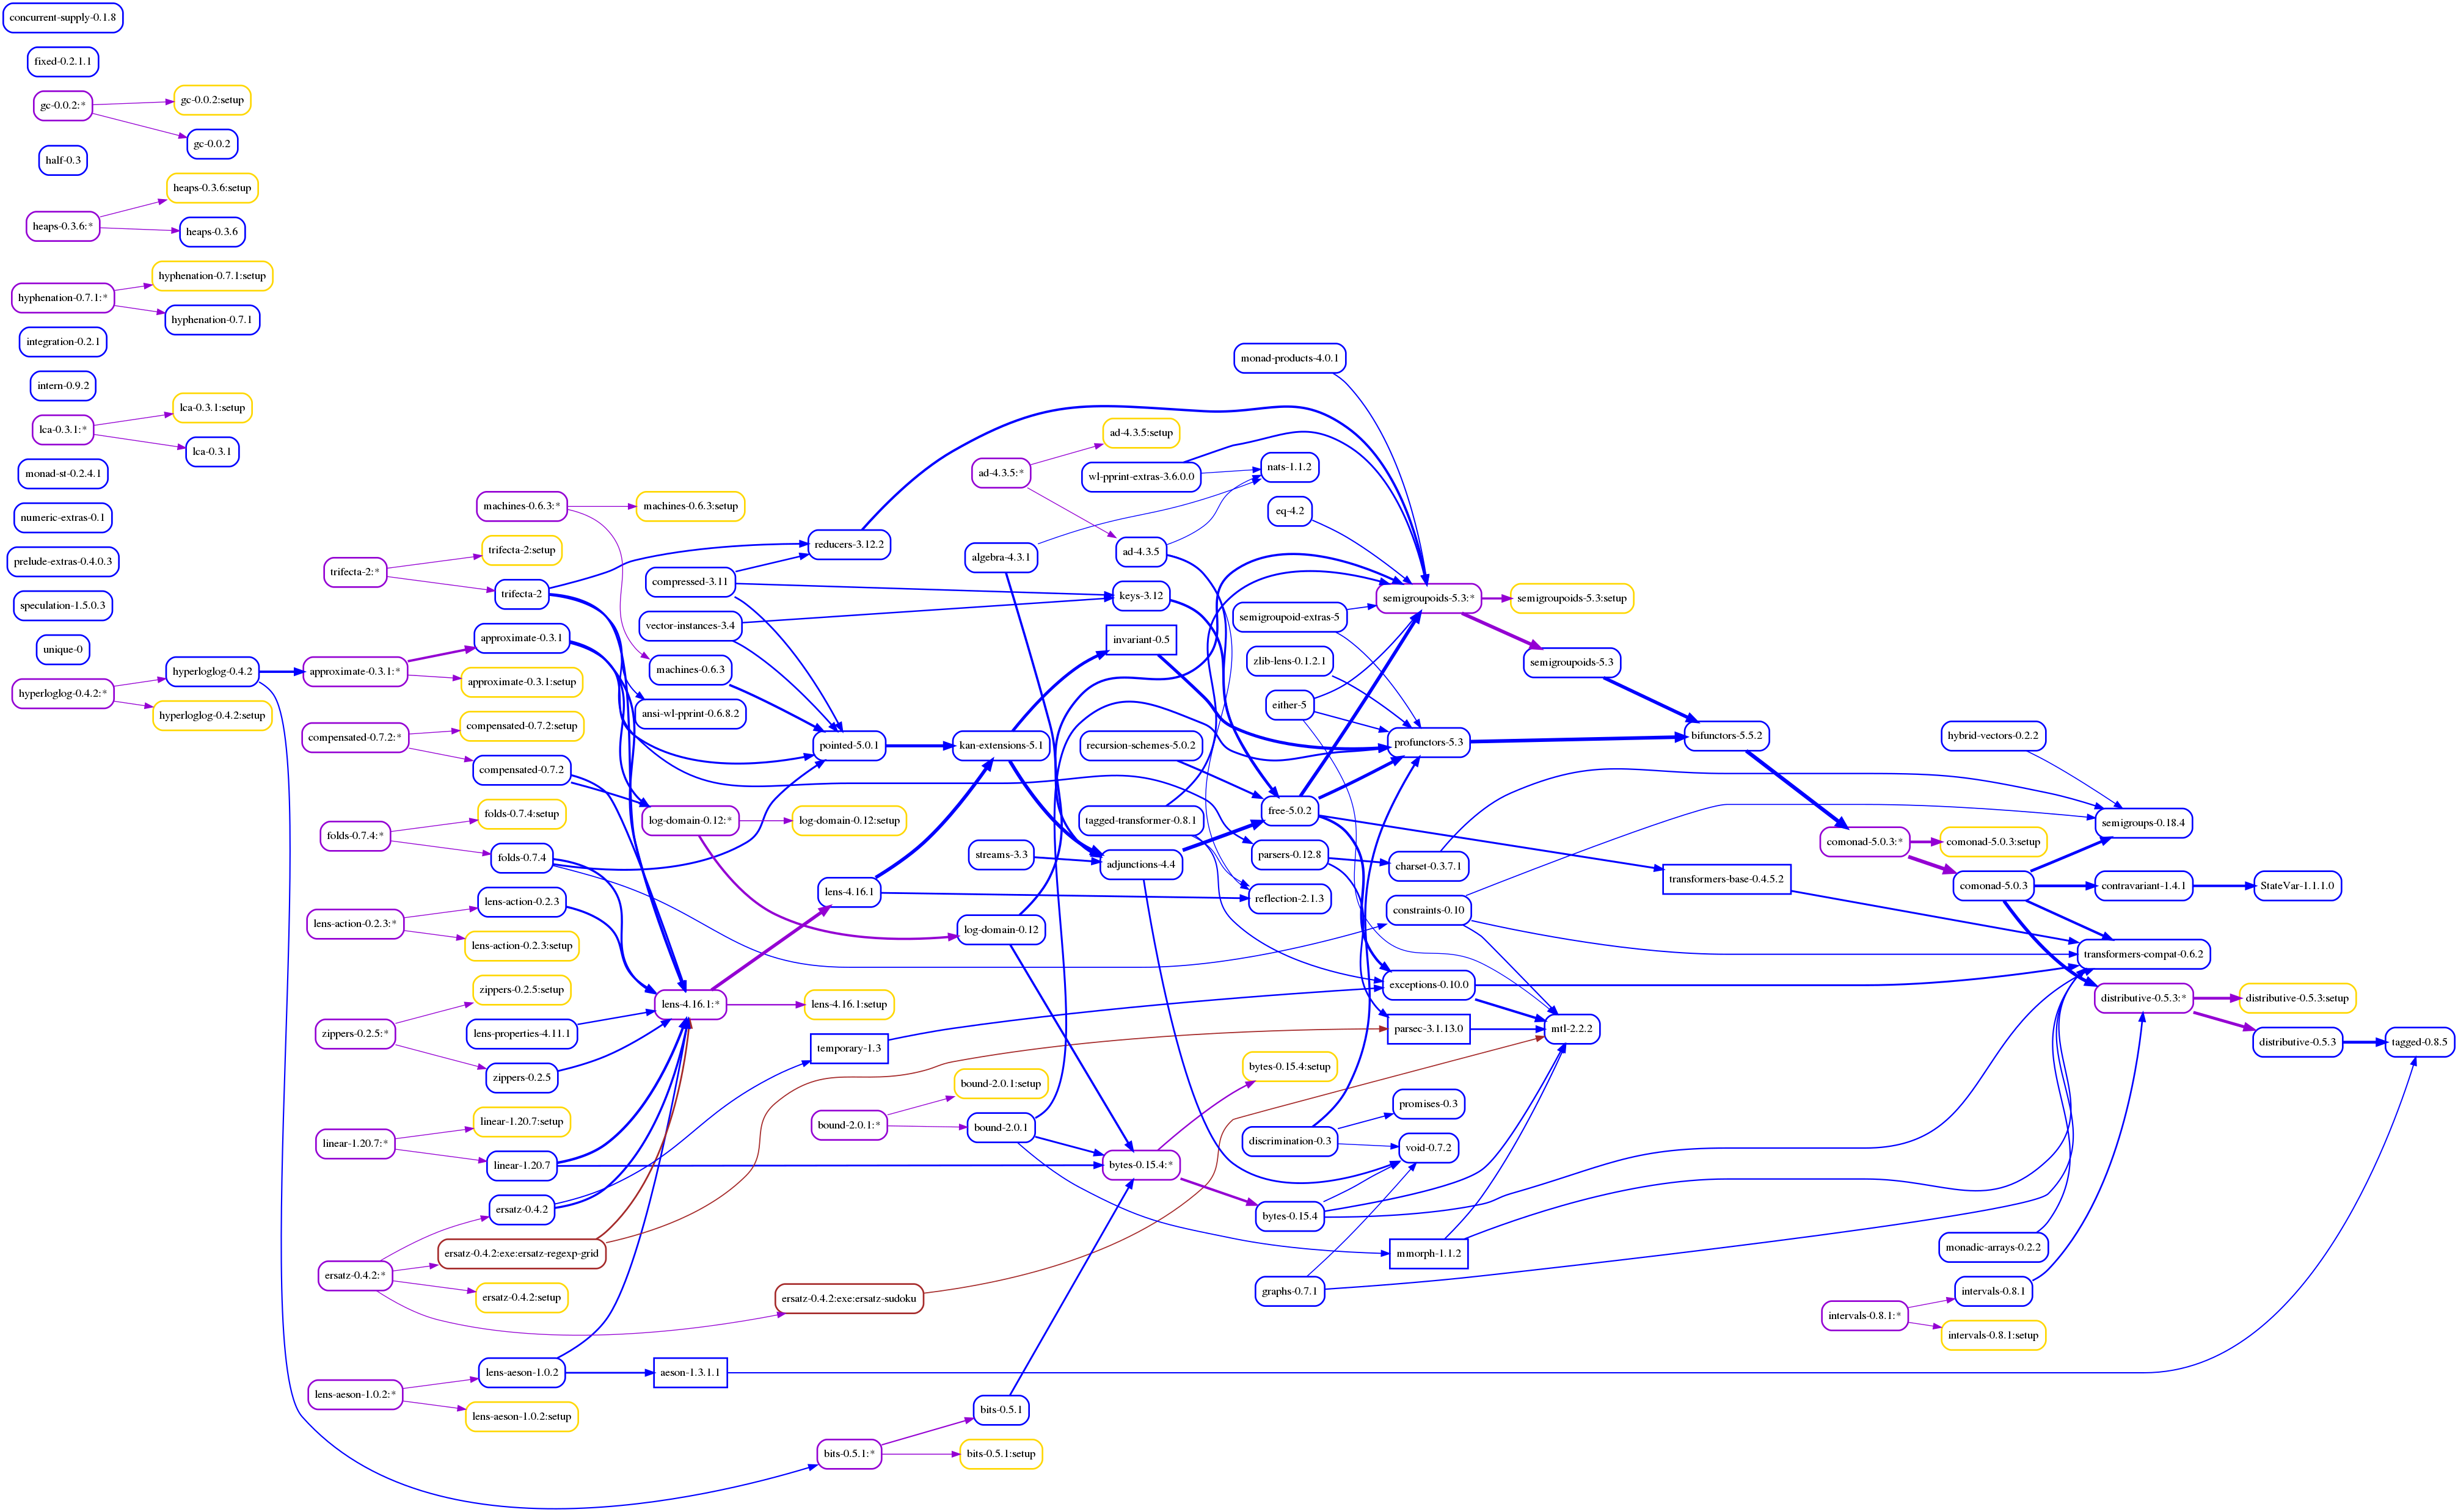 concurrent-supply-0.1.8
fixed-0.2.1.1
gc-0.0.2:*
gc-0.0.2:setup
gc-0.0.2
half-0.3
heaps-0.3.6:*
heaps-0.3.6:setup
heaps-0.3.6
hyphenation-0.7.1:*
hyphenation-0.7.1:setup
hyphenation-0.7.1
integration-0.2.1
intern-0.9.2
lca-0.3.1:*
lca-0.3.1:setup
lca-0.3.1
monad-st-0.2.4.1
numeric-extras-0.1
prelude-extras-0.4.0.3
speculation-1.5.0.3
unique-0
hyperloglog-0.4.2:*
hyperloglog-0.4.2
hyperloglog-0.4.2:setup
trifecta-2:*
approximate-0.3.1:*
compensated-0.7.2:*
folds-0.7.4:*
lens-action-0.2.3:*
zippers-0.2.5:*
linear-1.20.7:*
ersatz-0.4.2:*
lens-aeson-1.0.2:*
machines-0.6.3:*
trifecta-2:setup
trifecta-2
approximate-0.3.1
approximate-0.3.1:setup
compensated-0.7.2:setup
compensated-0.7.2
folds-0.7.4:setup
folds-0.7.4
lens-action-0.2.3
lens-action-0.2.3:setup
zippers-0.2.5:setup
lens-properties-4.11.1
zippers-0.2.5
linear-1.20.7:setup
linear-1.20.7
ersatz-0.4.2
ersatz-0.4.2:exe:ersatz-regexp-grid
ersatz-0.4.2:setup
lens-aeson-1.0.2
lens-aeson-1.0.2:setup
machines-0.6.3:setup
compressed-3.11
vector-instances-3.4
machines-0.6.3
ansi-wl-pprint-0.6.8.2
log-domain-0.12:*
lens-4.16.1:*
aeson-1.3.1.1
reducers-3.12.2
pointed-5.0.1
log-domain-0.12:setup
lens-4.16.1
lens-4.16.1:setup
temporary-1.3
bound-2.0.1:*
ersatz-0.4.2:exe:ersatz-sudoku
bits-0.5.1:*
ad-4.3.5:*
algebra-4.3.1
kan-extensions-5.1
streams-3.3
log-domain-0.12
bound-2.0.1:setup
bound-2.0.1
bits-0.5.1
bits-0.5.1:setup
ad-4.3.5:setup
wl-pprint-extras-3.6.0.0
ad-4.3.5
keys-3.12
invariant-0.5
recursion-schemes-5.0.2
tagged-transformer-0.8.1
adjunctions-4.4
bytes-0.15.4:*
monad-products-4.0.1
nats-1.1.2
eq-4.2
semigroupoid-extras-5
zlib-lens-0.1.2.1
either-5
free-5.0.2
parsers-0.12.8
reflection-2.1.3
bytes-0.15.4:setup
discrimination-0.3
bytes-0.15.4
graphs-0.7.1
semigroupoids-5.3:*
profunctors-5.3
charset-0.3.7.1
constraints-0.10
exceptions-0.10.0
parsec-3.1.13.0
promises-0.3
void-0.7.2
mmorph-1.1.2
semigroupoids-5.3:setup
semigroupoids-5.3
mtl-2.2.2
bifunctors-5.5.2
transformers-base-0.4.5.2
comonad-5.0.3:*
intervals-0.8.1:*
hybrid-vectors-0.2.2
comonad-5.0.3:setup
comonad-5.0.3
monadic-arrays-0.2.2
intervals-0.8.1
intervals-0.8.1:setup
semigroups-0.18.4
contravariant-1.4.1
transformers-compat-0.6.2
distributive-0.5.3:*
StateVar-1.1.1.0
distributive-0.5.3:setup
distributive-0.5.3
tagged-0.8.5